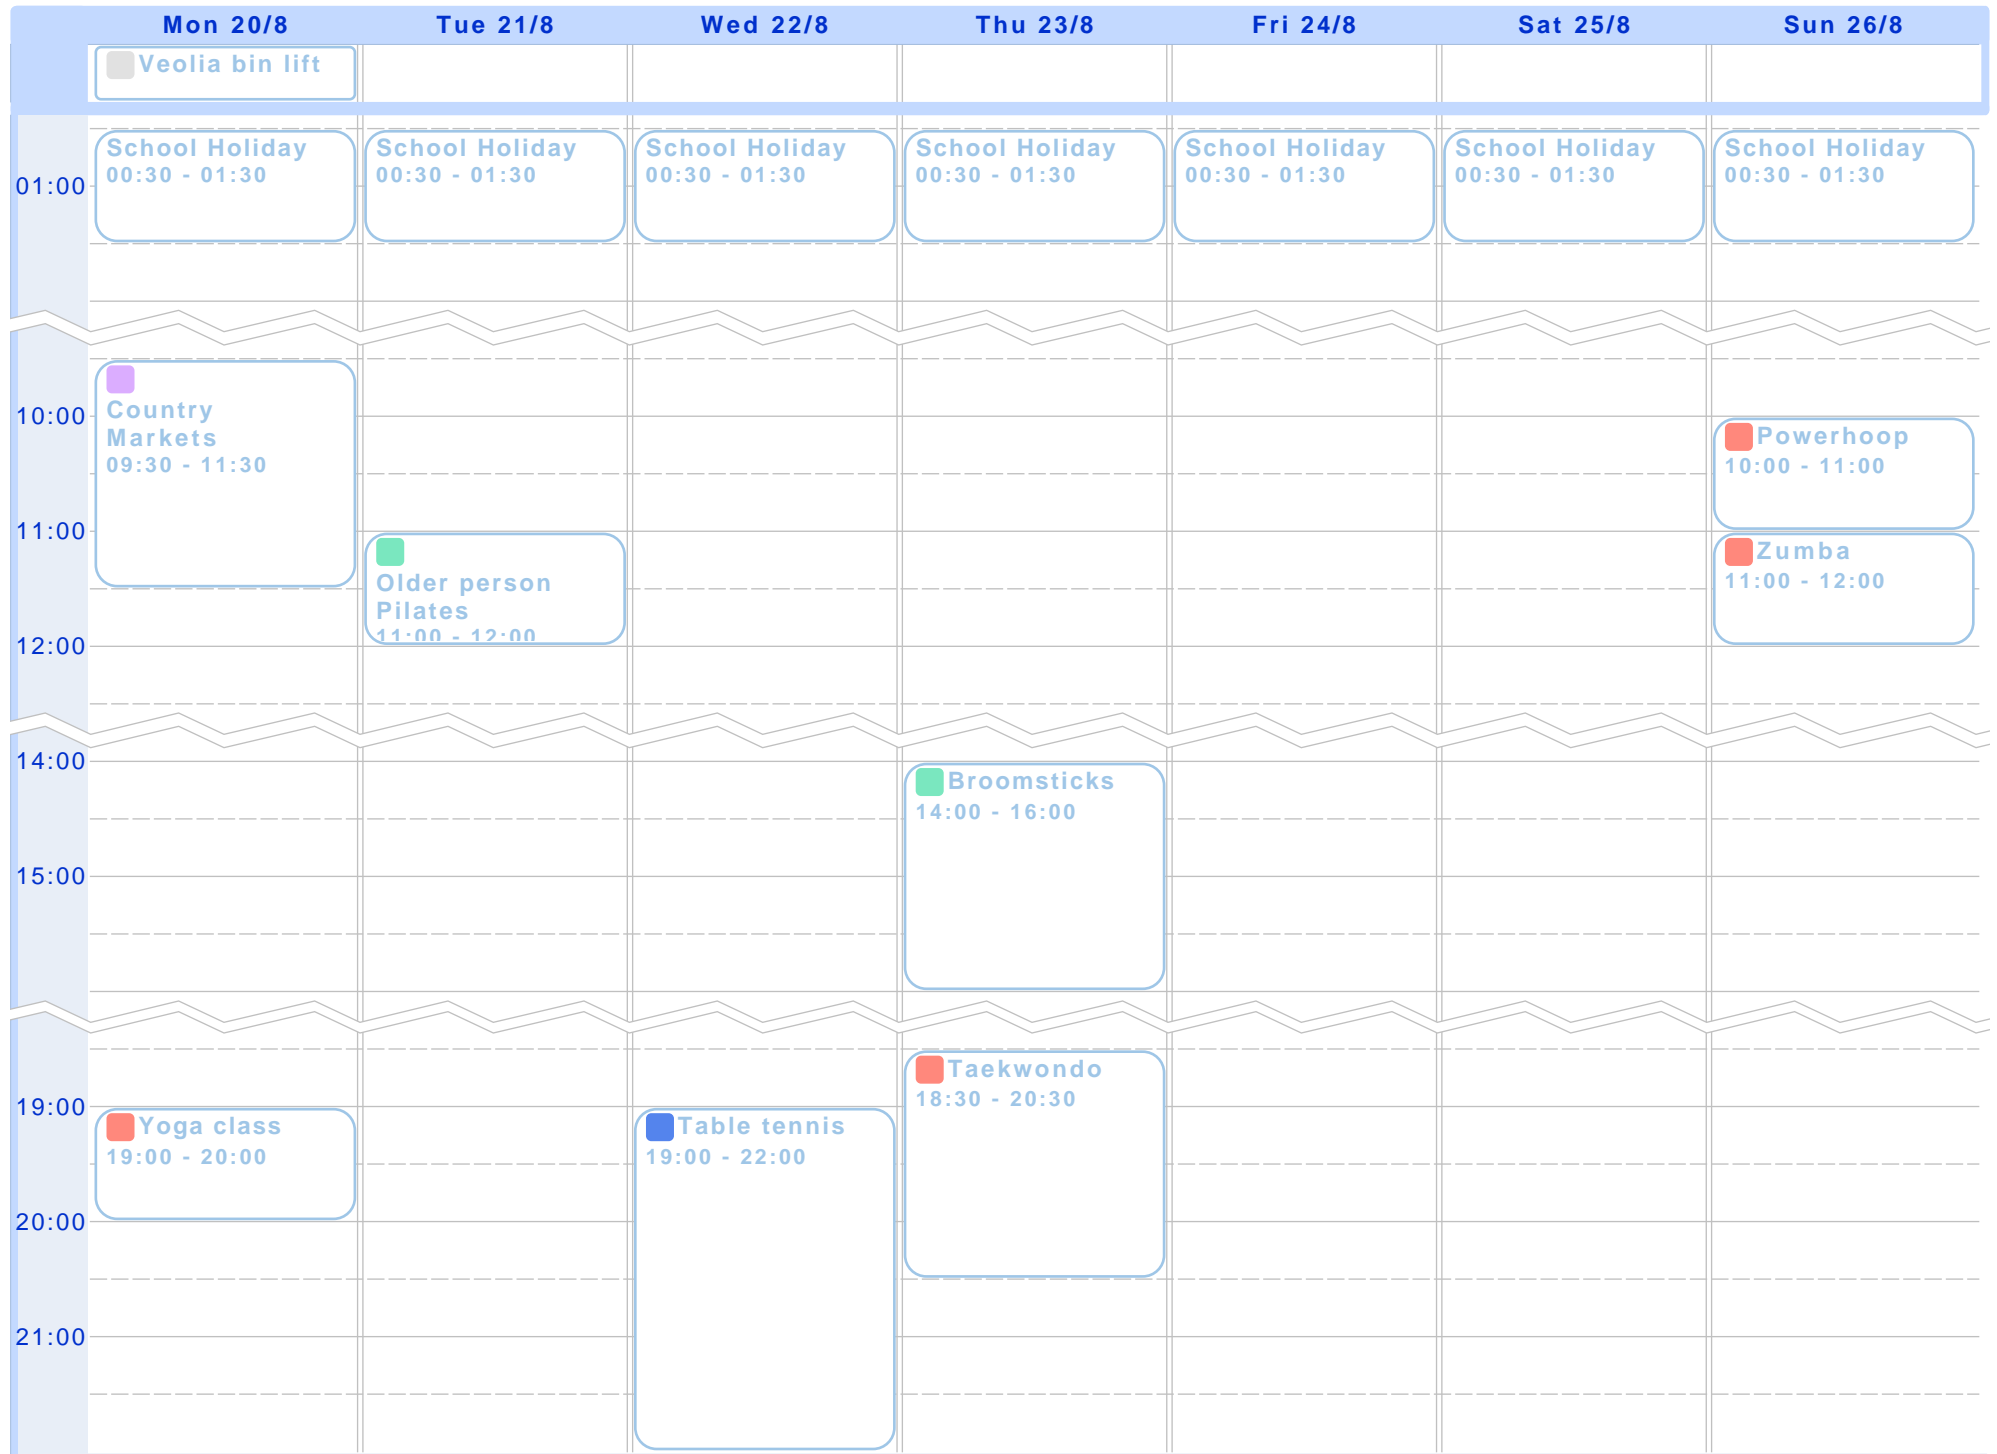 Mon 20/8
Tue 21/8
Wed 22/8
Thu 23/8
Fri 24/8
Sat 25/8
Sun 26/8
Veolia bin lift
01:00
School Holiday
00:30 - 01:30
School Holiday
00:30 - 01:30
School Holiday
00:30 - 01:30
School Holiday
00:30 - 01:30
School Holiday
00:30 - 01:30
School Holiday
00:30 - 01:30
School Holiday
00:30 - 01:30
10:00
Country
Markets
09:30 - 11:30
Powerhoop
10:00 - 11:00
11:00
Older person
Pilates
11:00 - 12:00
Zumba
11:00 - 12:00
12:00
14:00
Broomsticks
14:00 - 16:00
15:00
Taekwondo
18:30 - 20:30
19:00
Yoga class
19:00 - 20:00
Table tennis
19:00 - 22:00
20:00
21:00